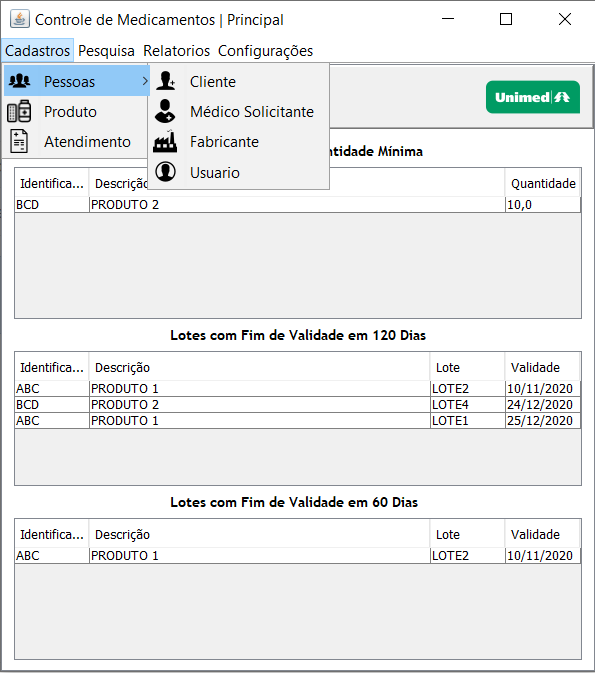 Controle de Medicamentos | Principal
Cadastros Pesquisa Relatorios Configurações
Pessoas
Produto
Atendimento
Cliente
Médico Solicitante
Fabricante
Usuario
Unimed
Mínima
Identifica... Quantidade
BCD PRODUTO 2 10,0
Lotes com Fim de Validade em 120 Dias
Identifica... Descrição Lote Validade
ABC PRODUTO 1 LOTE2 10/11/2020
BCD PRODUTO 2 LOTE4 24/12/2020
ABC PRODUTO 1 LOTE1 25/12/2020
Lotes com Fim de Validade em 60 Dias
Identifica... Descrição Lote Validade
ABC PRODUTO 1 LOTE2 10/11/2020